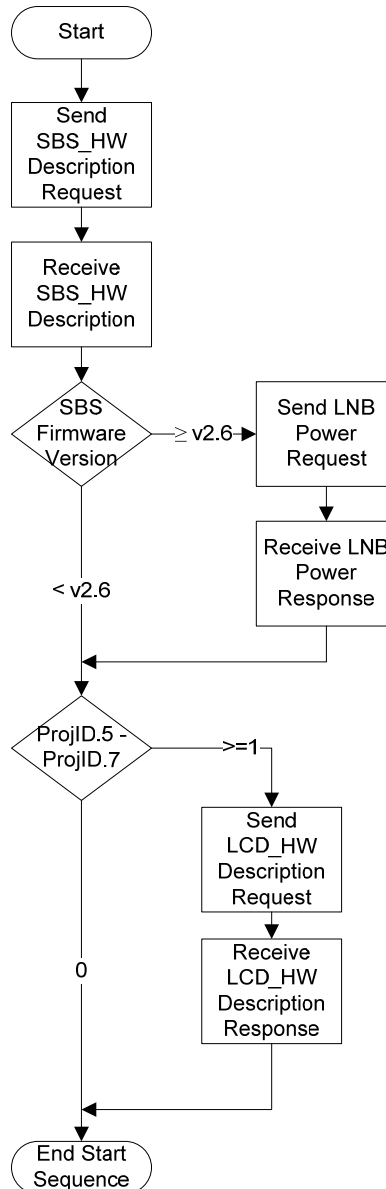 Start
Send
SBS_HW
Description
Request
Receive
SBS_HW
Description
SBS
Firmware
Version
≥ v2.6
Send LNB
Power
Request
Receive LNB
Power
Response
< v2.6
ProjID.5 -
ProjID.7
>=1
Send
LCD_HW
Description
Request
Receive
LCD_HW
Description
Response
0
End Start
Sequence